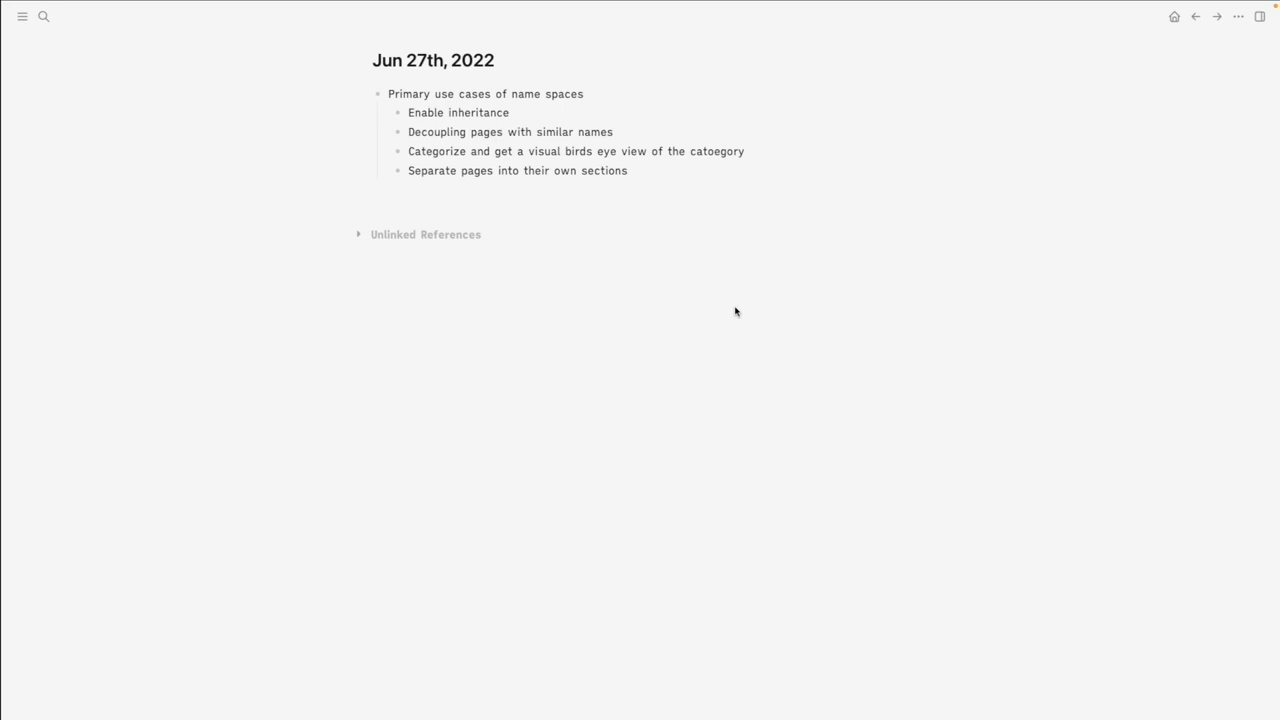 Jun 27th, 2022
Primary use cases of name spaces
Enable inheritance
Decoupling pages with similar names
Categorize and get a visual birds eye view of the catoegory
Separate pages into their own sections
Unlinked References